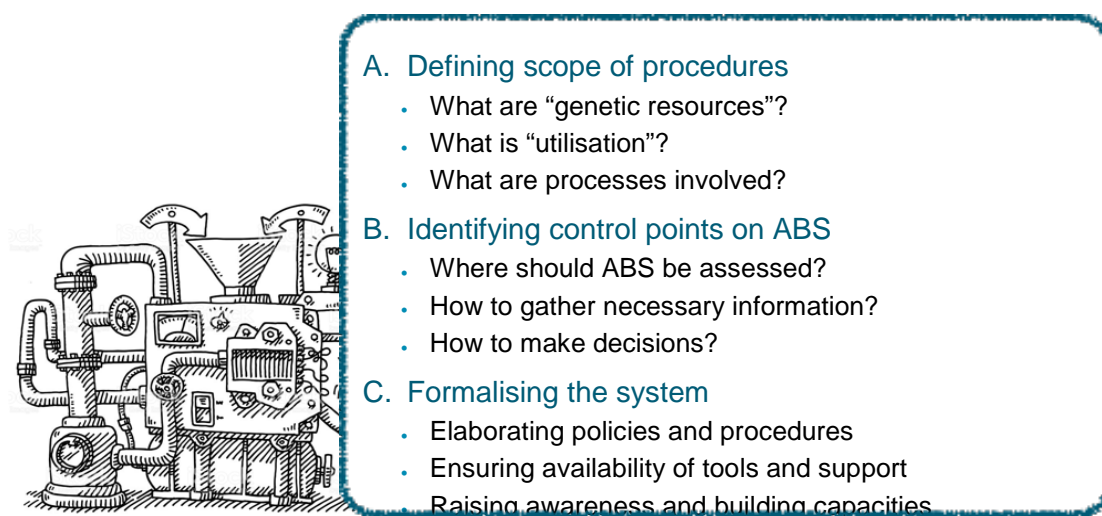 A. Defining scope of procedures
• What are “genetic resources”?
• What is “utilisation”?
• What are processes involved?
B. Identifying control points on ABS
• Where should ABS be assessed?
• How to gather necessary information?
• How to make decisions?
C. Formalising the system
• Elaborating policies and procedures
• Ensuring availability of tools and support
• Raising awareness and building capacities